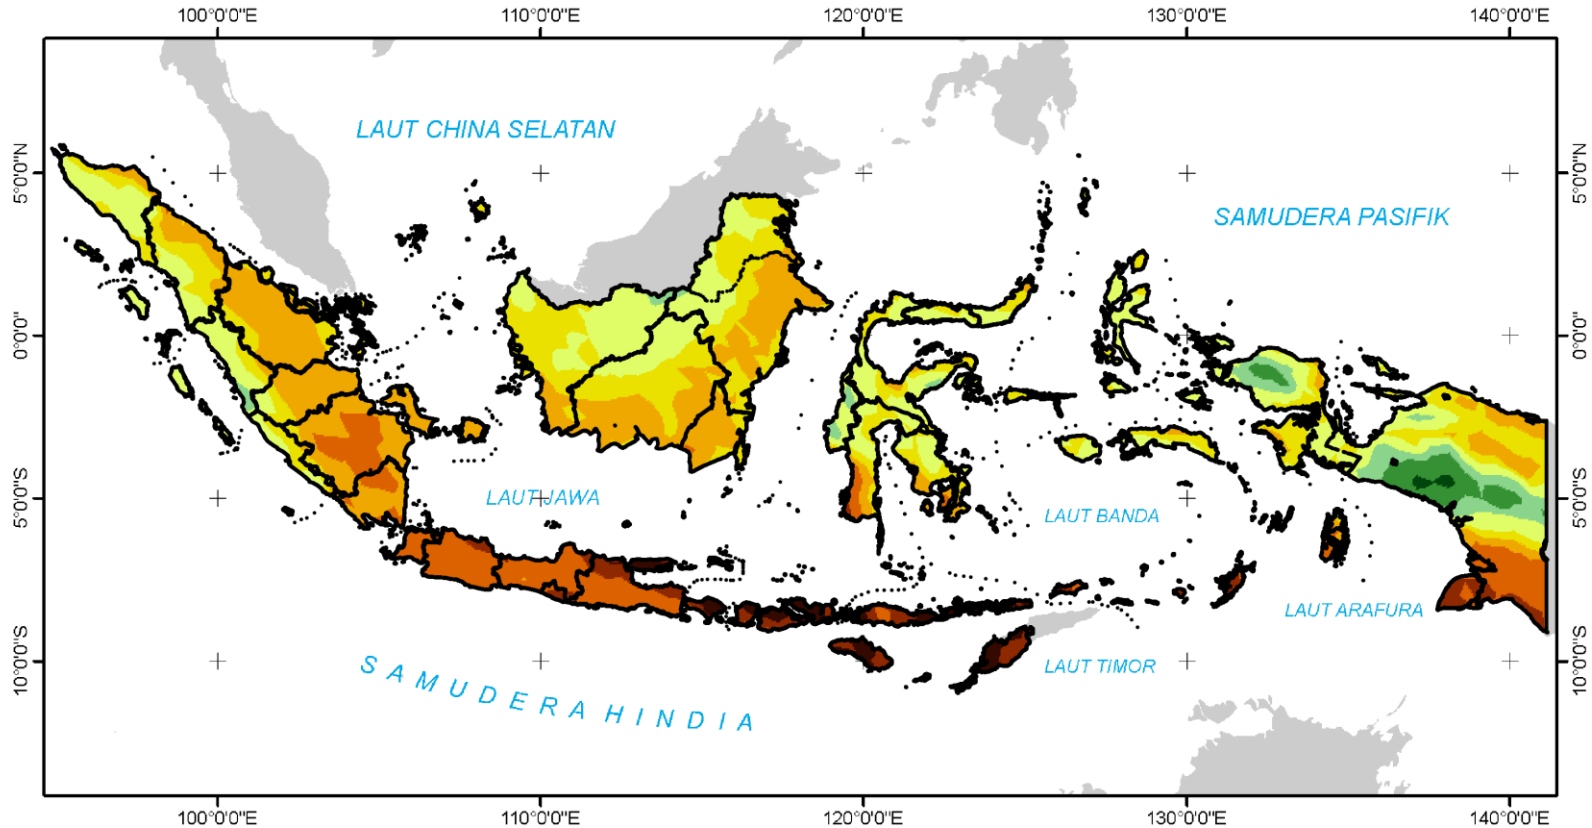 100°0'0"E 110°0'0"E 120°0'0"E 130°0'0"E 140°0'0"E
LAUT CHINA SELATAN
5°0'0"N 5°0'0"N
SAMUDERA PASIFIK
0°0'0" 0°0'0"
LAUT JAWA
5°0'0"S 5°0'0"S
LAUT BANDA
LAUT ARAFURA
10°0'0"S 10°0'0"S
LAUT TIMOR
SAMUDERA HINDIA
100°0'0"E 110°0'0"E 120°0'0"E 130°0'0"E 140°0'0"E